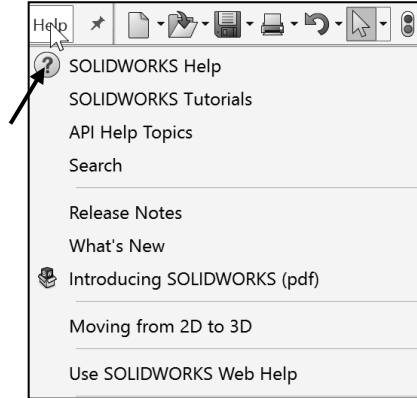 Help
SOLIDWORKS Help
SOLIDWORKS Tutorials
API Help Topics
Search
Release Notes
What's New
Introducing SOLIDWORKS (pdf)
Moving from 2D to 3D
Use SOLIDWORKS Web Help